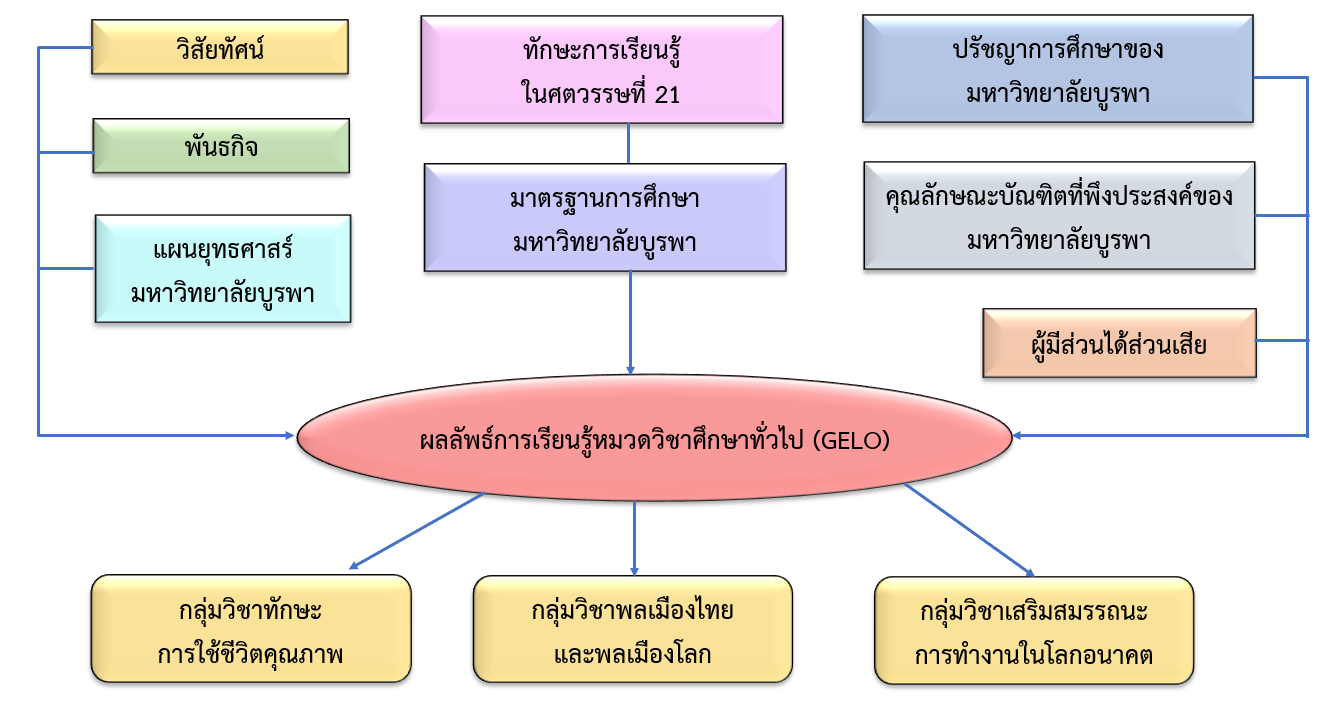 วิสัยทัศน์
พันธกิจ
แผนยุทธศาสร์
มหาวิทยาลัยบูรพา
ทักษะการเรียนรู้
ในศตวรรษที่ 21
มาตรฐานการศึกษา
มหาวิทยาลัยบูรพา
ปรัชญาการศึกษาของ
มหาวิทยาลัยบูรพา
คุณลักษณะบัณฑิตที่พึงประสงค์ของ
มหาวิทยาลัยบูรพา
ผู้มีส่วนได้ส่วนเสีย
ผลลัพธ์การเรียนรู้หมวดวิชาศึกษาทั่วไป (GELO)
กลุ่มวิชาทักษะ
การใช้ชีวิตคุณภาพ
กลุ่มวิชาพลเมืองไทย
และพลเมืองโลก
กลุ่มวิชาเสริมสมรรถนะ
การทำงานในโลกอนาคต